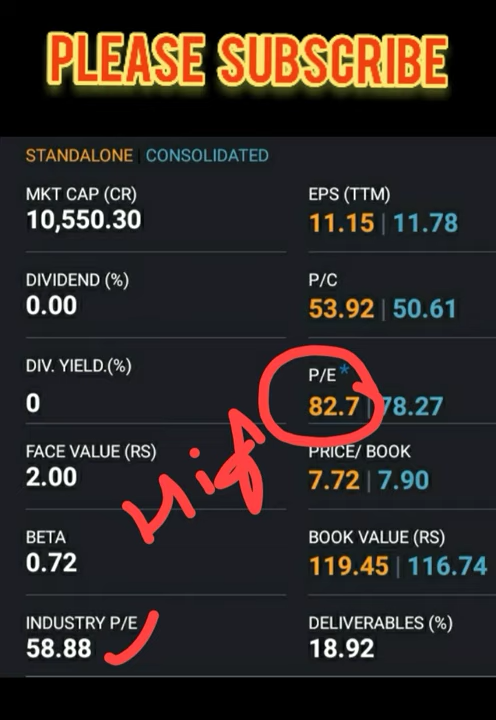 PLEASE SUBSCRIBE
STANDALONE | CONSOLIDATED
MKT CAP (CR)
10,550.30
EPS (TTM)
11.15 | 11.78
DIVIDEND (%)
0.00
P/C
53.92 | 50.61
DIV. YIELD.(%)
0
P/E*
82.7 | 78.27
High
FACE VALUE (RS)
2.00
PRICE/ BOOK
7.72 | 7.90
BETA
0.72
BOOK VALUE (RS)
119.45 | 116.74
INDUSTRY P/E
58.88
DELIVERABLES (%)
18.92